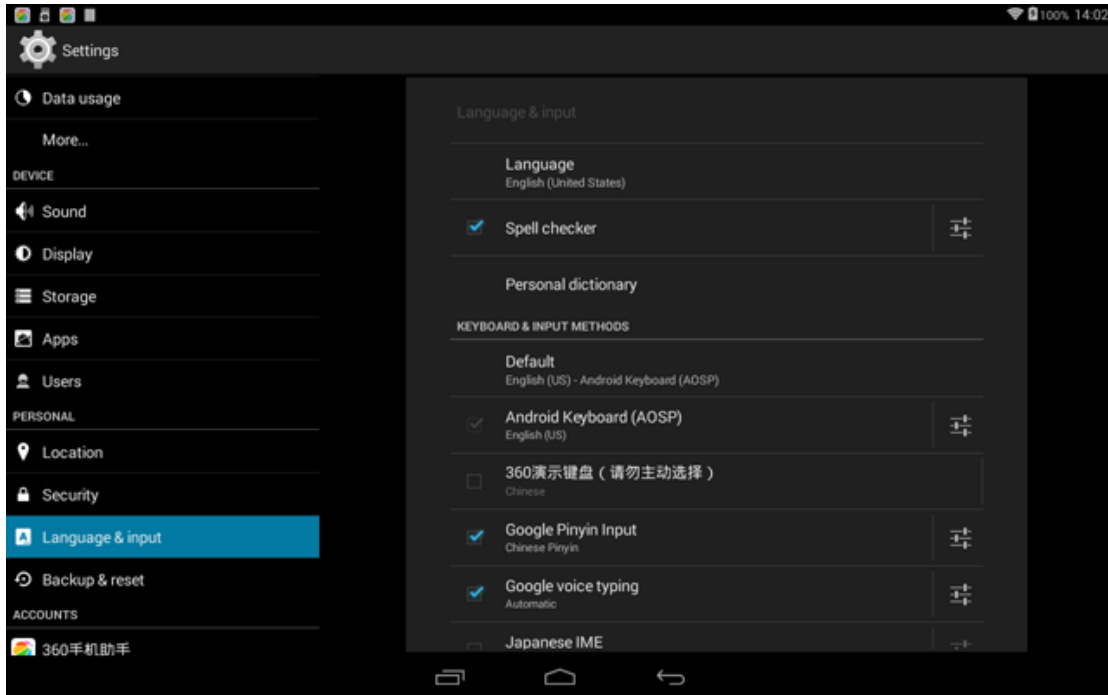 100% 14:02
Settings
Data usage
More...
DEVICE
Sound
Display
Storage
Apps
Users
PERSONAL
Location
Security
Language & input
Backup & reset
ACCOUNTS
360手机助手
Language & input
Language
English (United States)
Spell checker
Personal dictionary
KEYBOARD & INPUT METHODS
Default
English (US) - Android Keyboard (AOSP)
Android Keyboard (AOSP)
English (US)
360演示键盘（请勿主动选择）
Chinese
Google Pinyin Input
Chinese Pinyin
Google voice typing
Automatic
Japanese IME